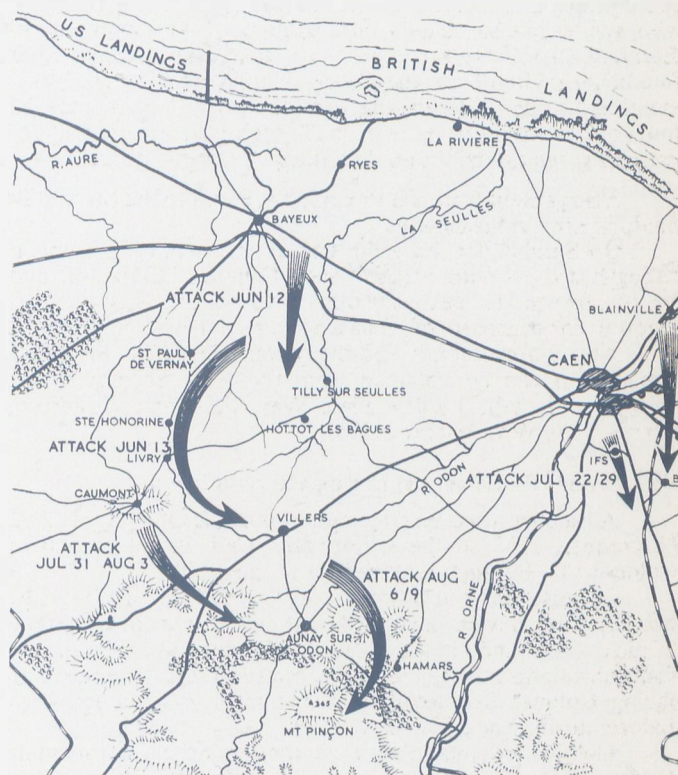 US LANDINGS
BRITISH
LANDINGS
LA RIVIÈRE
R. AURE
RYES
BAYEUX
LA SEULLES
ATTACK JUN 12
BLAINVILLE
ST PAUL
DE VERNAY
CAEN
TILLY SUR SEULLES
STE HONORINE
HOTTOT LES BAGUES
ATTACK JUN 13
LIVRY
IFS
R ODON
ATTACK JUL 22/29
B
CAUMONT
VILLERS
ATTACK
JUL 31 AUG 3
ATTACK AUG
6/9
R ORNE
AUNAY SUR
ODON
HAMARS
365
MT PINÇON